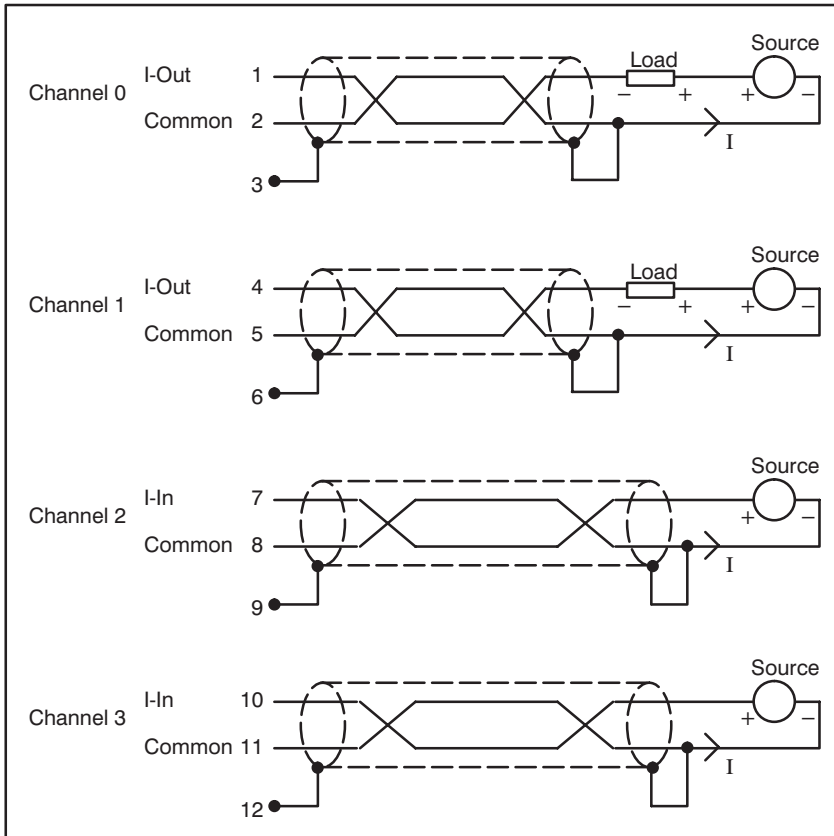 Source
Load
Channel 0 I-Out 1 − + + −
Common 2 I
3
Source
Load
Channel 1 I-Out 4 − + + −
Common 5 I
6
Source
Channel 2 I-In 7 + −
Common 8 I
9
Source
Channel 3 I-In 10 + −
Common 11 I
12